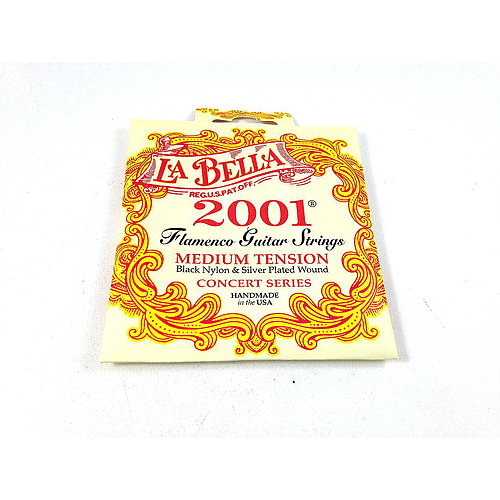 LA BELLA
REG.U.S.PAT.OFF.
2001®
Flamenco Guitar Strings
MEDIUM TENSION
Black Nylon & Silver Plated Wound
CONCERT SERIES
HANDMADE
in the USA